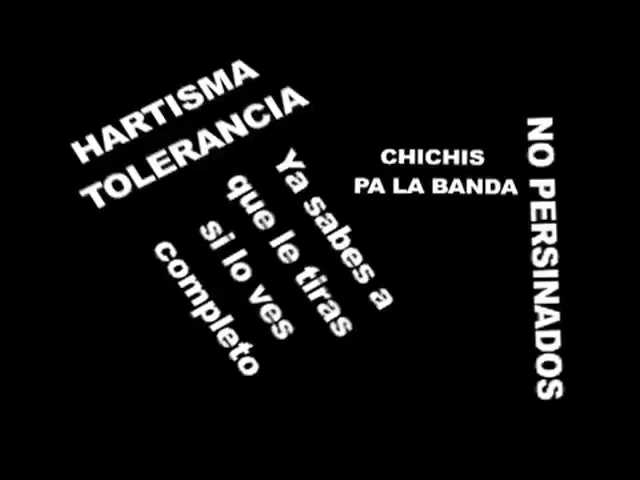 HARTISMA
TOLERANCIA
Ya sabes a
que le tiras
si lo ves
completo
CHICHIS
PA LA BANDA
NO PERSINADOS